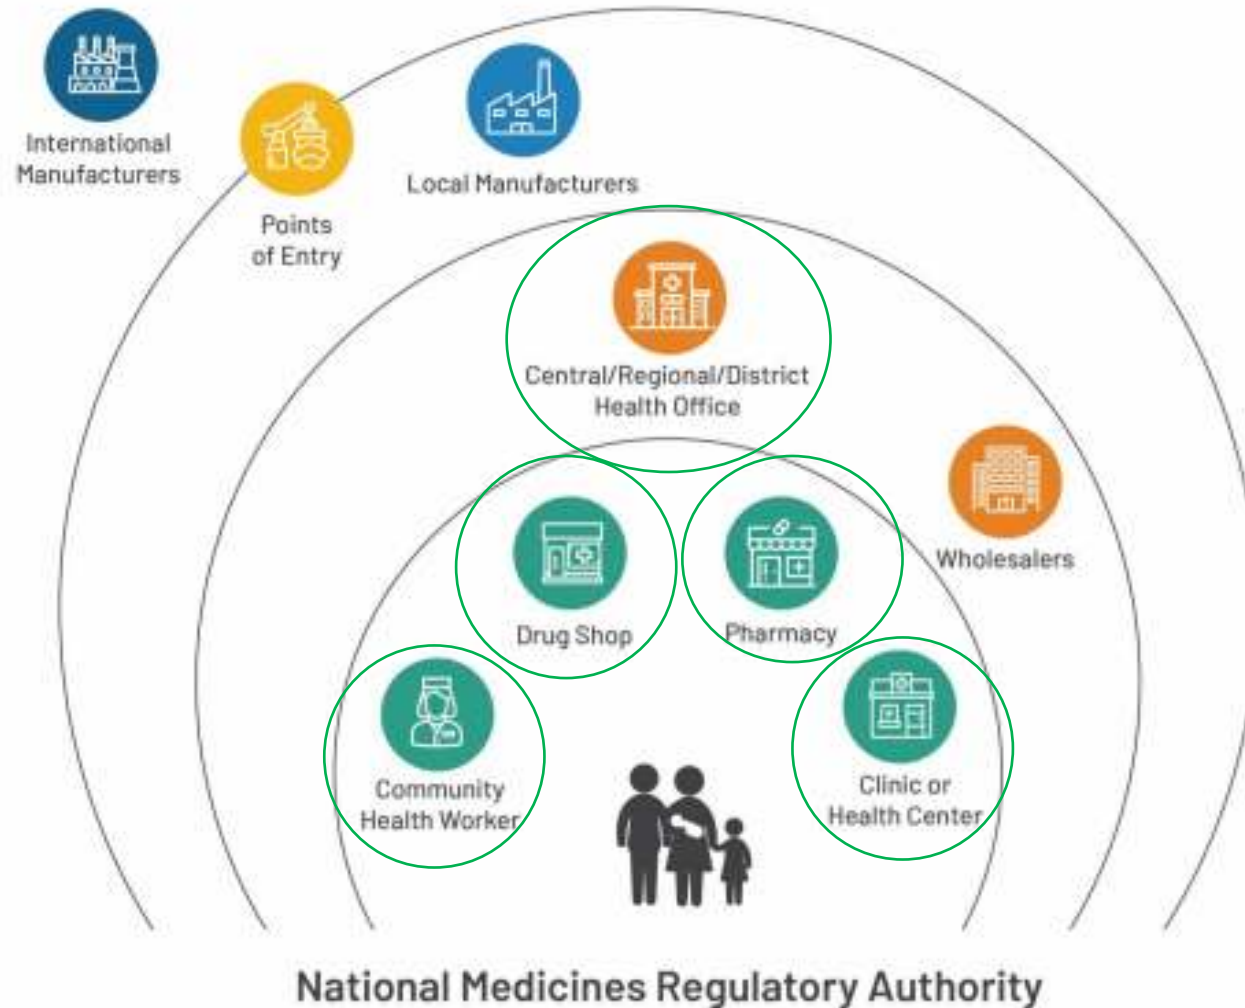 International
Manufacturers
Points
of Entry
Local Manufacturers
Central/Regional/District
Health Office
Wholesalers
Drug Shop
Pharmacy
Community
Health Worker
Clinic or
Health Center
National Medicines Regulatory Authority